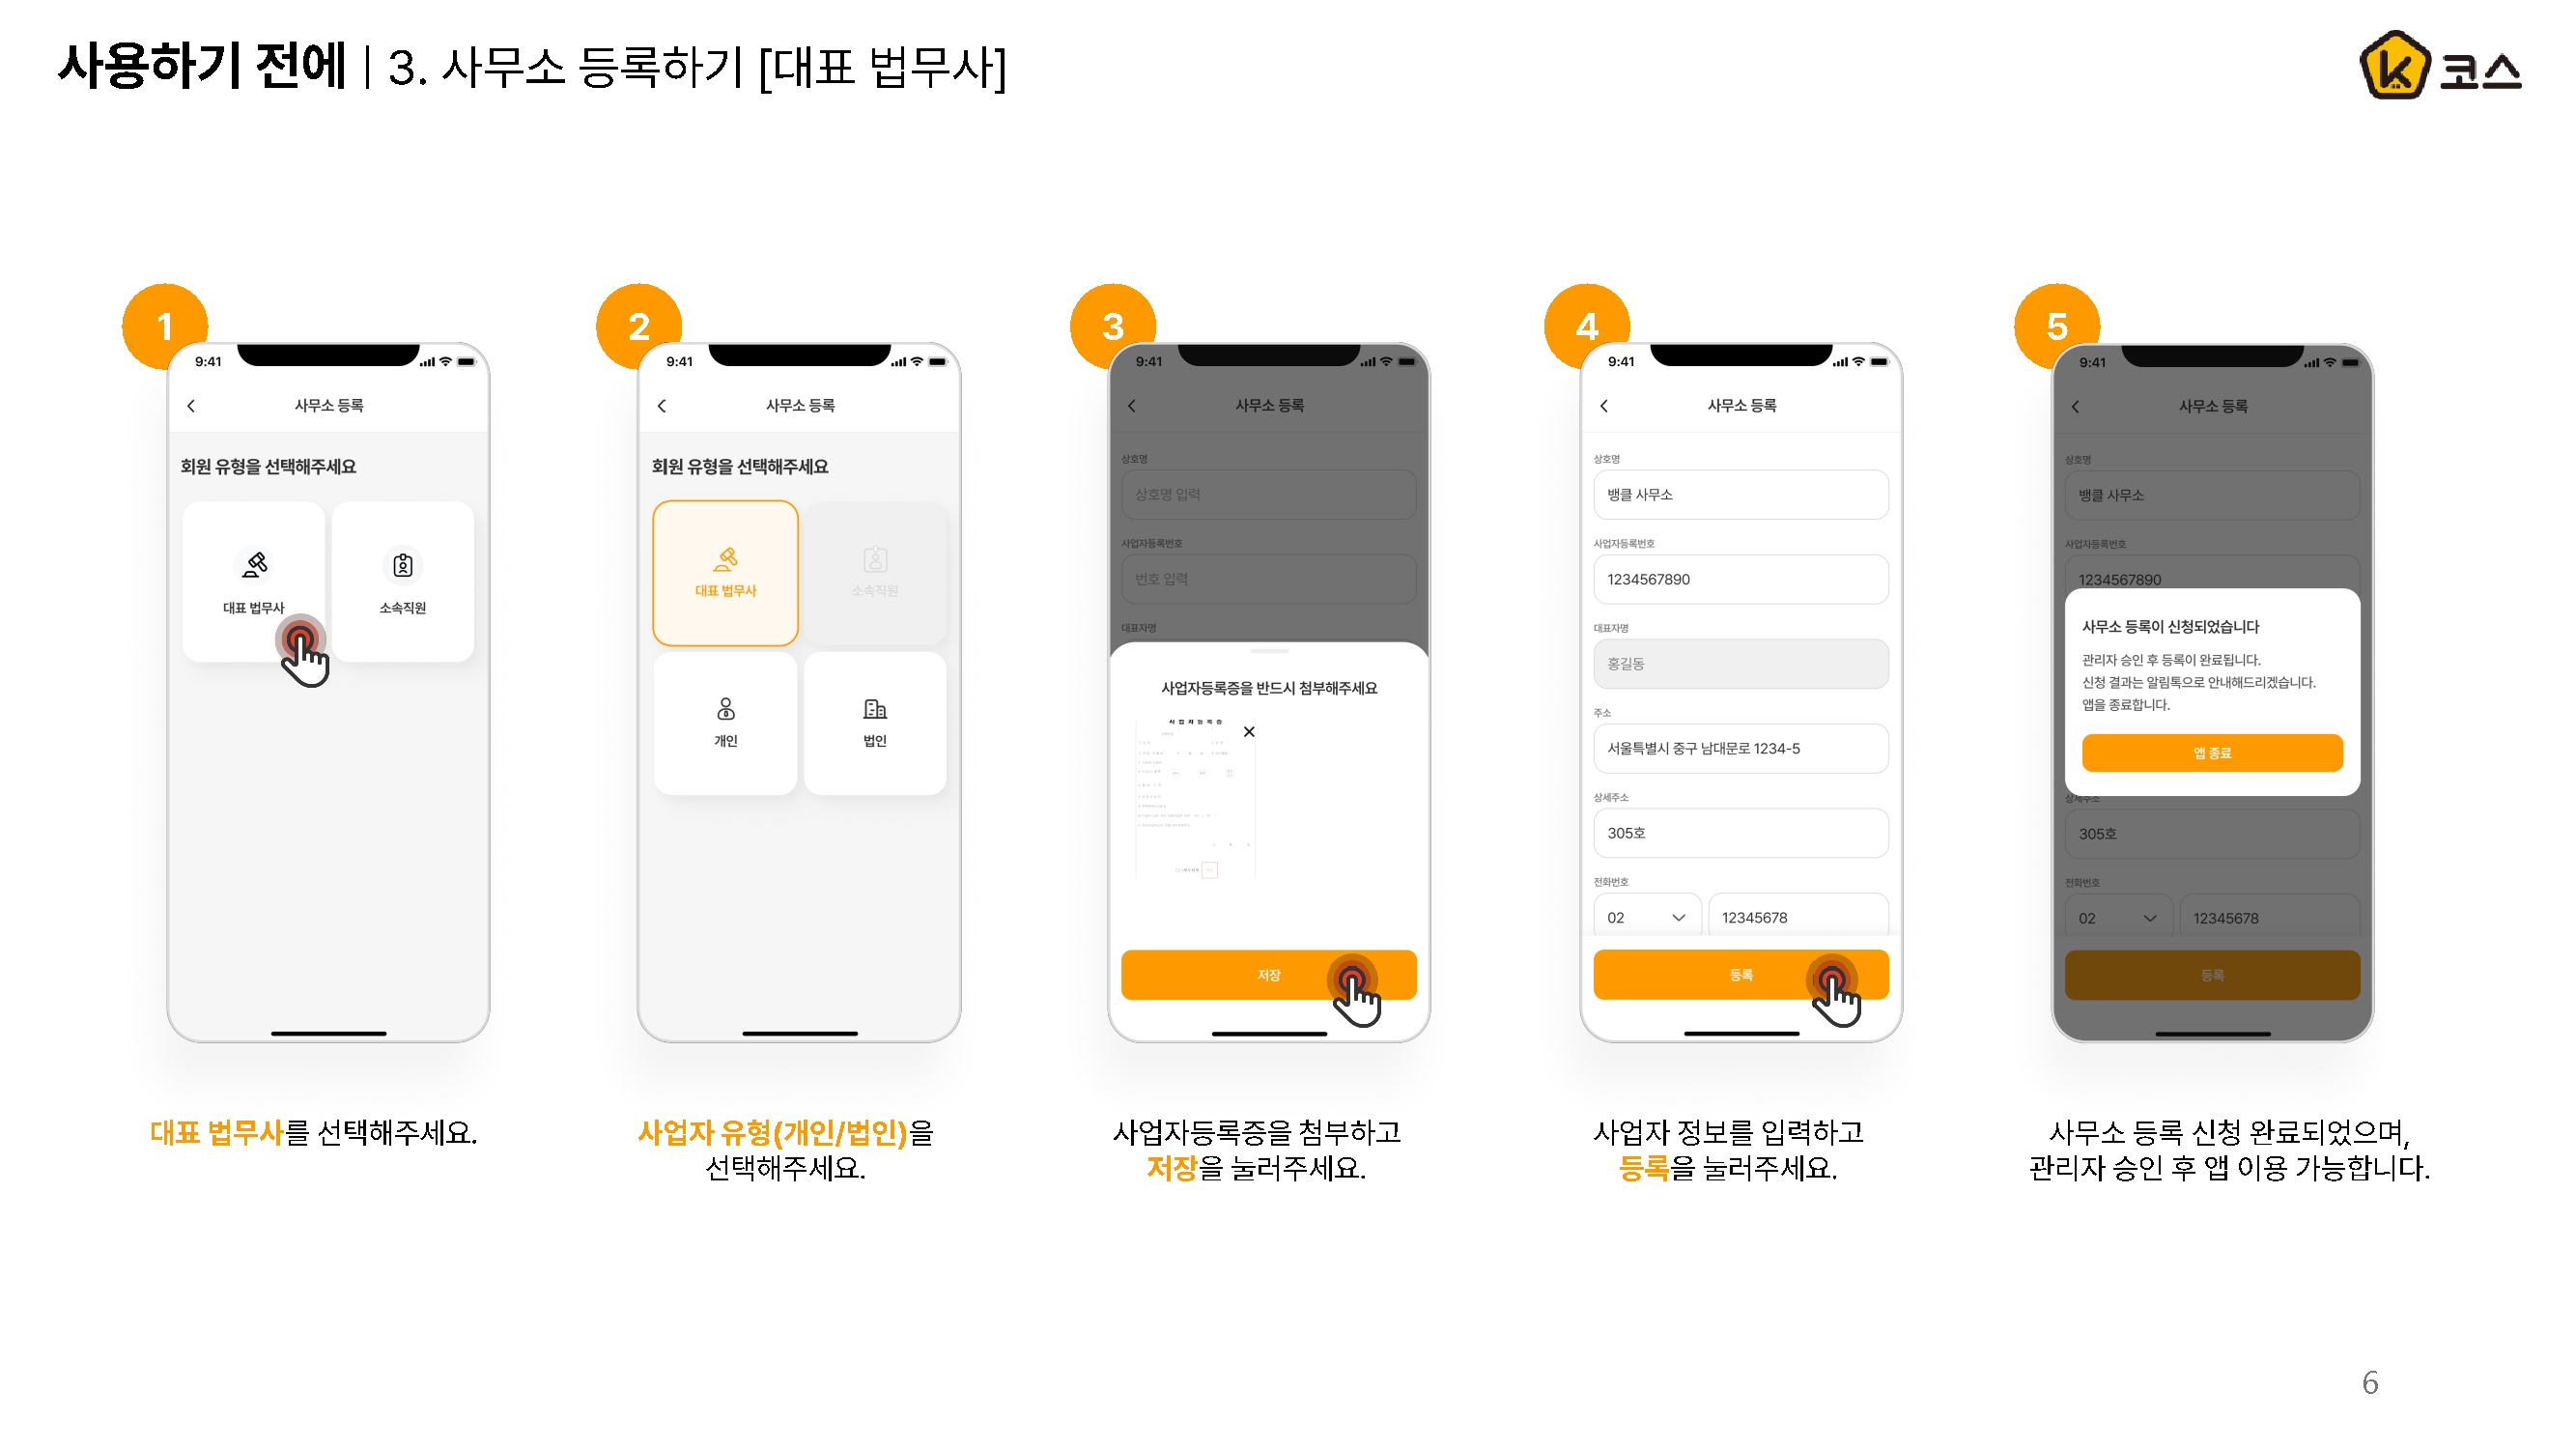 사용하기 전에 | 3. 사무소 등록하기 [대표 법무사]
k 코스
1
9:41
사무소 등록
회원 유형을 선택해주세요
대표 법무사
소속직원
대표 법무사를 선택해주세요.
2
9:41
사무소 등록
회원 유형을 선택해주세요
대표 법무사
소속직원
개인
법인
사업자 유형(개인/법인)을
선택해주세요.
3
9:41
사무소 등록
상호명
상호명 입력
사업자등록번호
번호 입력
대표자명
사업자등록증을 반드시 첨부해주세요
사 업 자 등 록 증
저장
사업자등록증을 첨부하고
저장을 눌러주세요.
4
9:41
사무소 등록
상호명
뱅클 사무소
사업자등록번호
1234567890
대표자명
홍길동
주소
서울특별시 중구 남대문로 1234-5
상세주소
305호
전화번호
02 12345678
등록
사업자 정보를 입력하고
등록을 눌러주세요.
5
9:41
사무소 등록
상호명
뱅클 사무소
사업자등록번호
1234567890
사무소 등록이 신청되었습니다
관리자 승인 후 등록이 완료됩니다.
신청 결과는 알림톡으로 안내해드리겠습니다.
앱을 종료합니다.
앱 종료
상세주소
305호
전화번호
02 12345678
등록
사무소 등록 신청 완료되었으며,
관리자 승인 후 앱 이용 가능합니다.
6